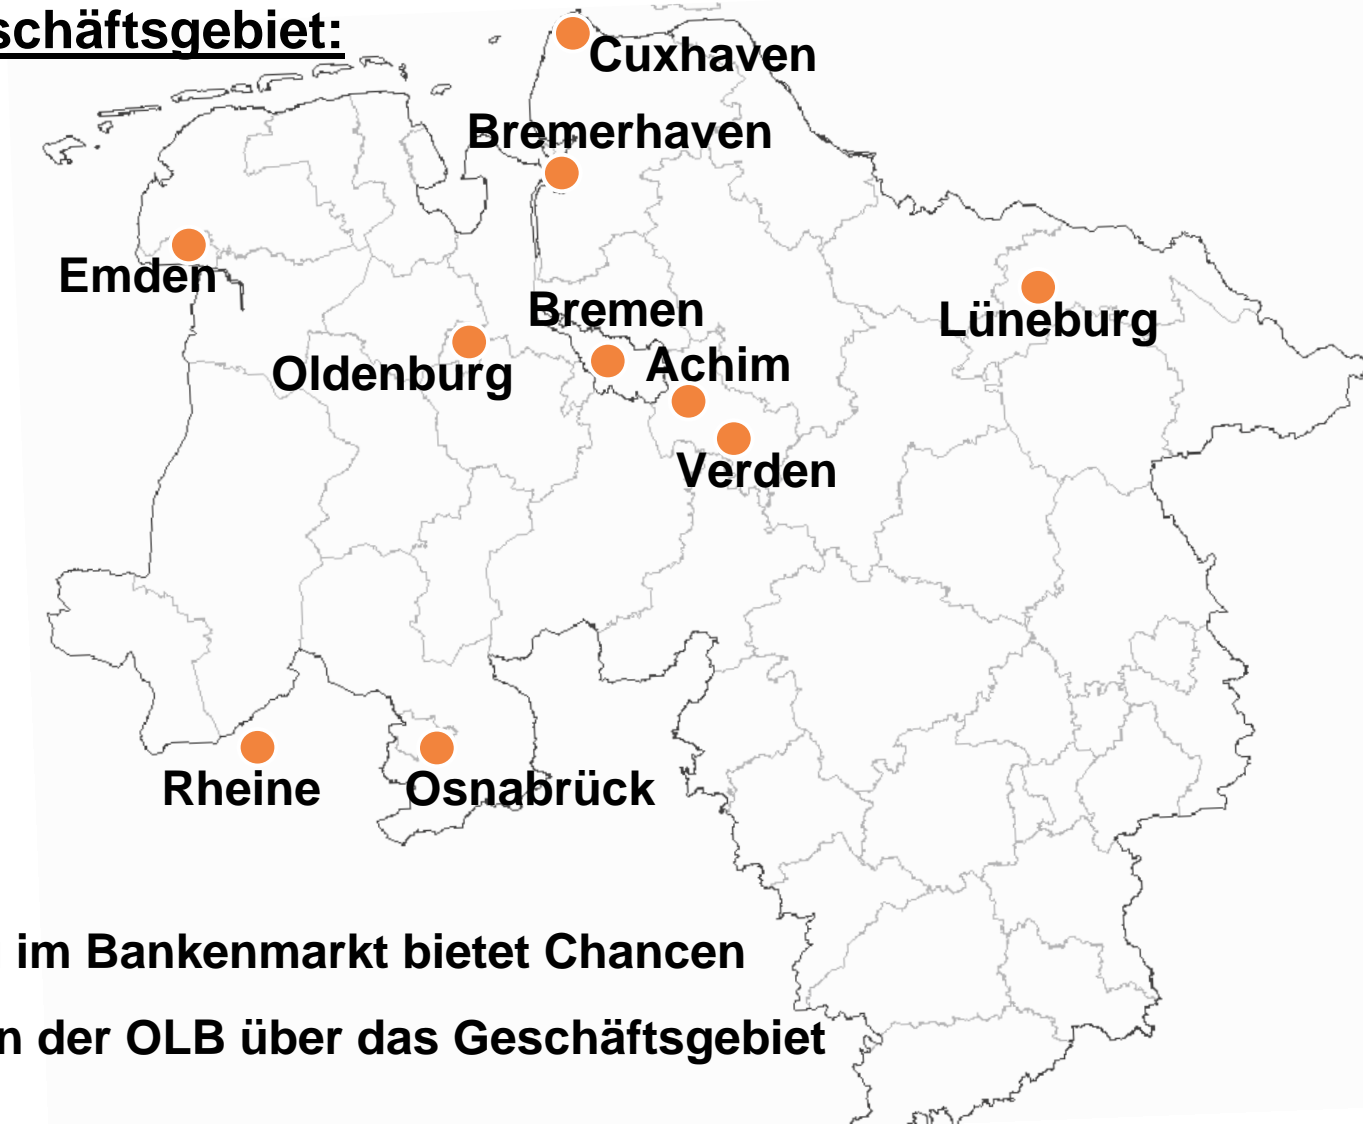 schäftsgebiet:
Cuxhaven
Bremerhaven
Emden
Bremen
Lüneburg
Oldenburg
Achim
Verden
Rheine
Osnabrück
im Bankenmarkt bietet Chancen
n der OLB über das Geschäftsgebiet